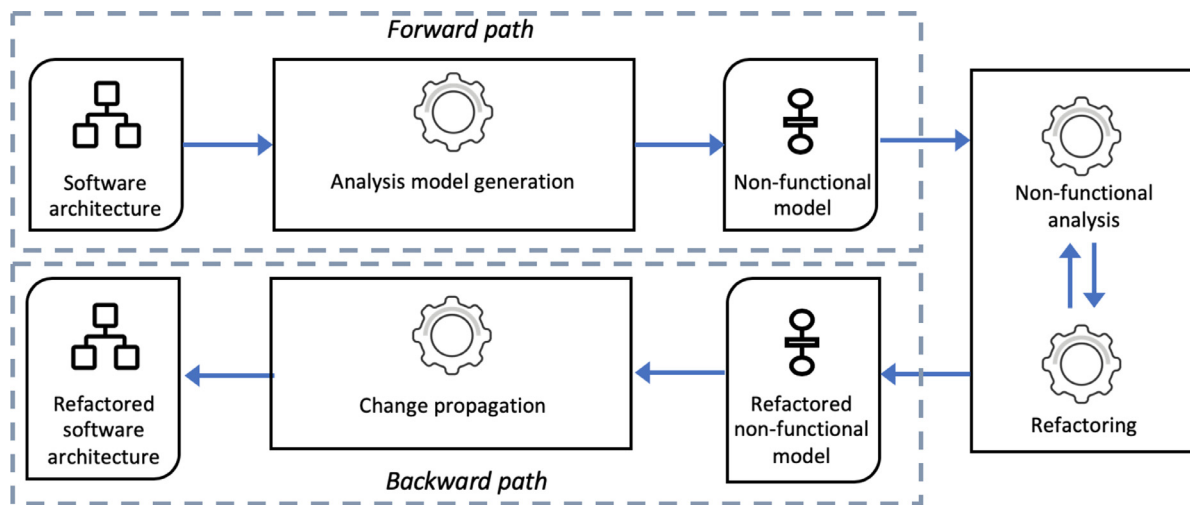 Forward path
Software
architecture
Analysis model generation
Non-functional
model
Non-functional
analysis
Refactoring
Refactored
non-functional
model
Change propagation
Refactored
software
architecture
Backward path